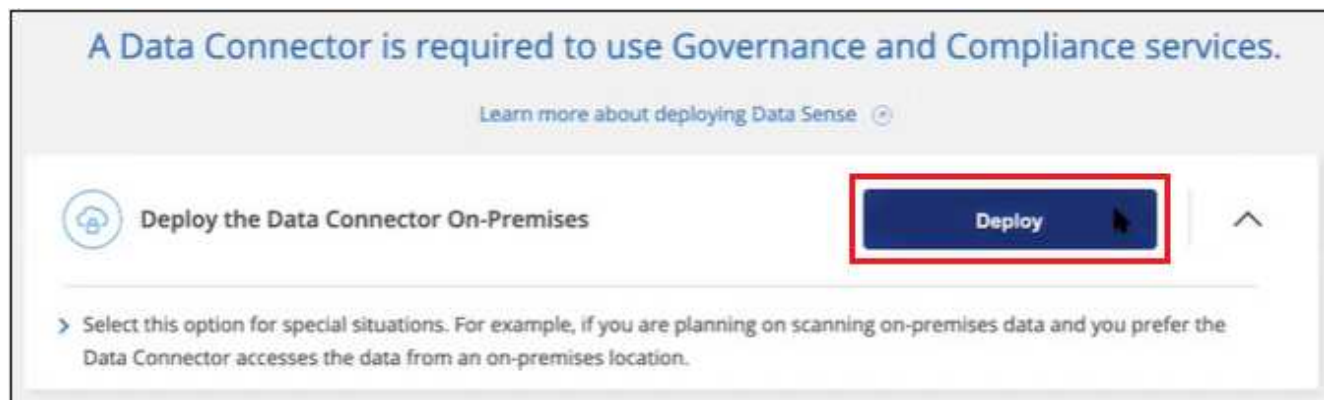 A Data Connector is required to use Governance and Compliance services.
Learn more about deploying Data Sense
Deploy the Data Connector On-Premises
Deploy
Select this option for special situations. For example, if you are planning on scanning on-premises data and you prefer the
Data Connector accesses the data from an on-premises location.